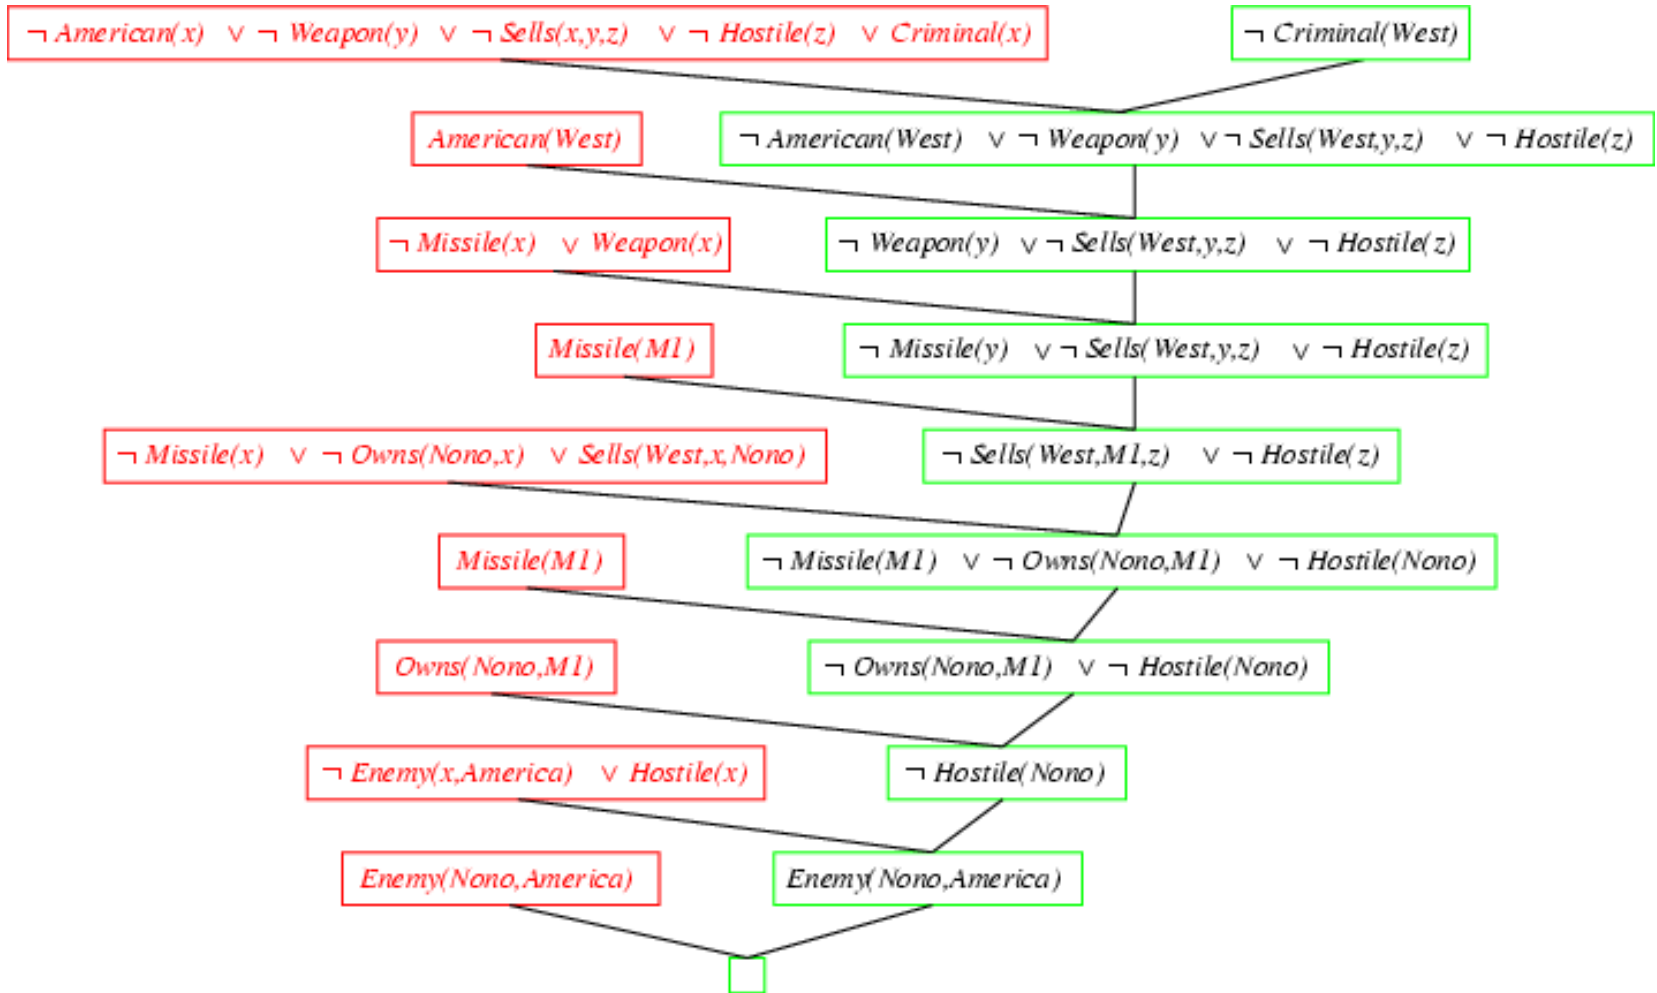 ¬ American(x) ∨ ¬ Weapon(y) ∨ ¬ Sells(x,y,z) ∨ ¬ Hostile(z) ∨ Criminal(x) ¬ Criminal(West)
American(West) ¬ American(West) ∨ ¬ Weapon(y) ∨ ¬ Sells(West,y,z) ∨ ¬ Hostile(z)
¬ Missile(x) ∨ Weapon(x) ¬ Weapon(y) ∨ ¬ Sells(West,y,z) ∨ ¬ Hostile(z)
Missile(M1) ¬ Missile(y) ∨ ¬ Sells(West,y,z) ∨ ¬ Hostile(z)
¬ Missile(x) ∨ ¬ Owns(Nono,x) ∨ Sells(West,x,Nono) ¬ Sells(West,M1,z) ∨ ¬ Hostile(z)
Missile(M1) ¬ Missile(M1) ∨ ¬ Owns(Nono,M1) ∨ ¬ Hostile(Nono)
Owns(Nono,M1) ¬ Owns(Nono,M1) ∨ ¬ Hostile(Nono)
¬ Enemy(x,America) ∨ Hostile(x) ¬ Hostile(Nono)
Enemy(Nono,America) Enemy(Nono,America)